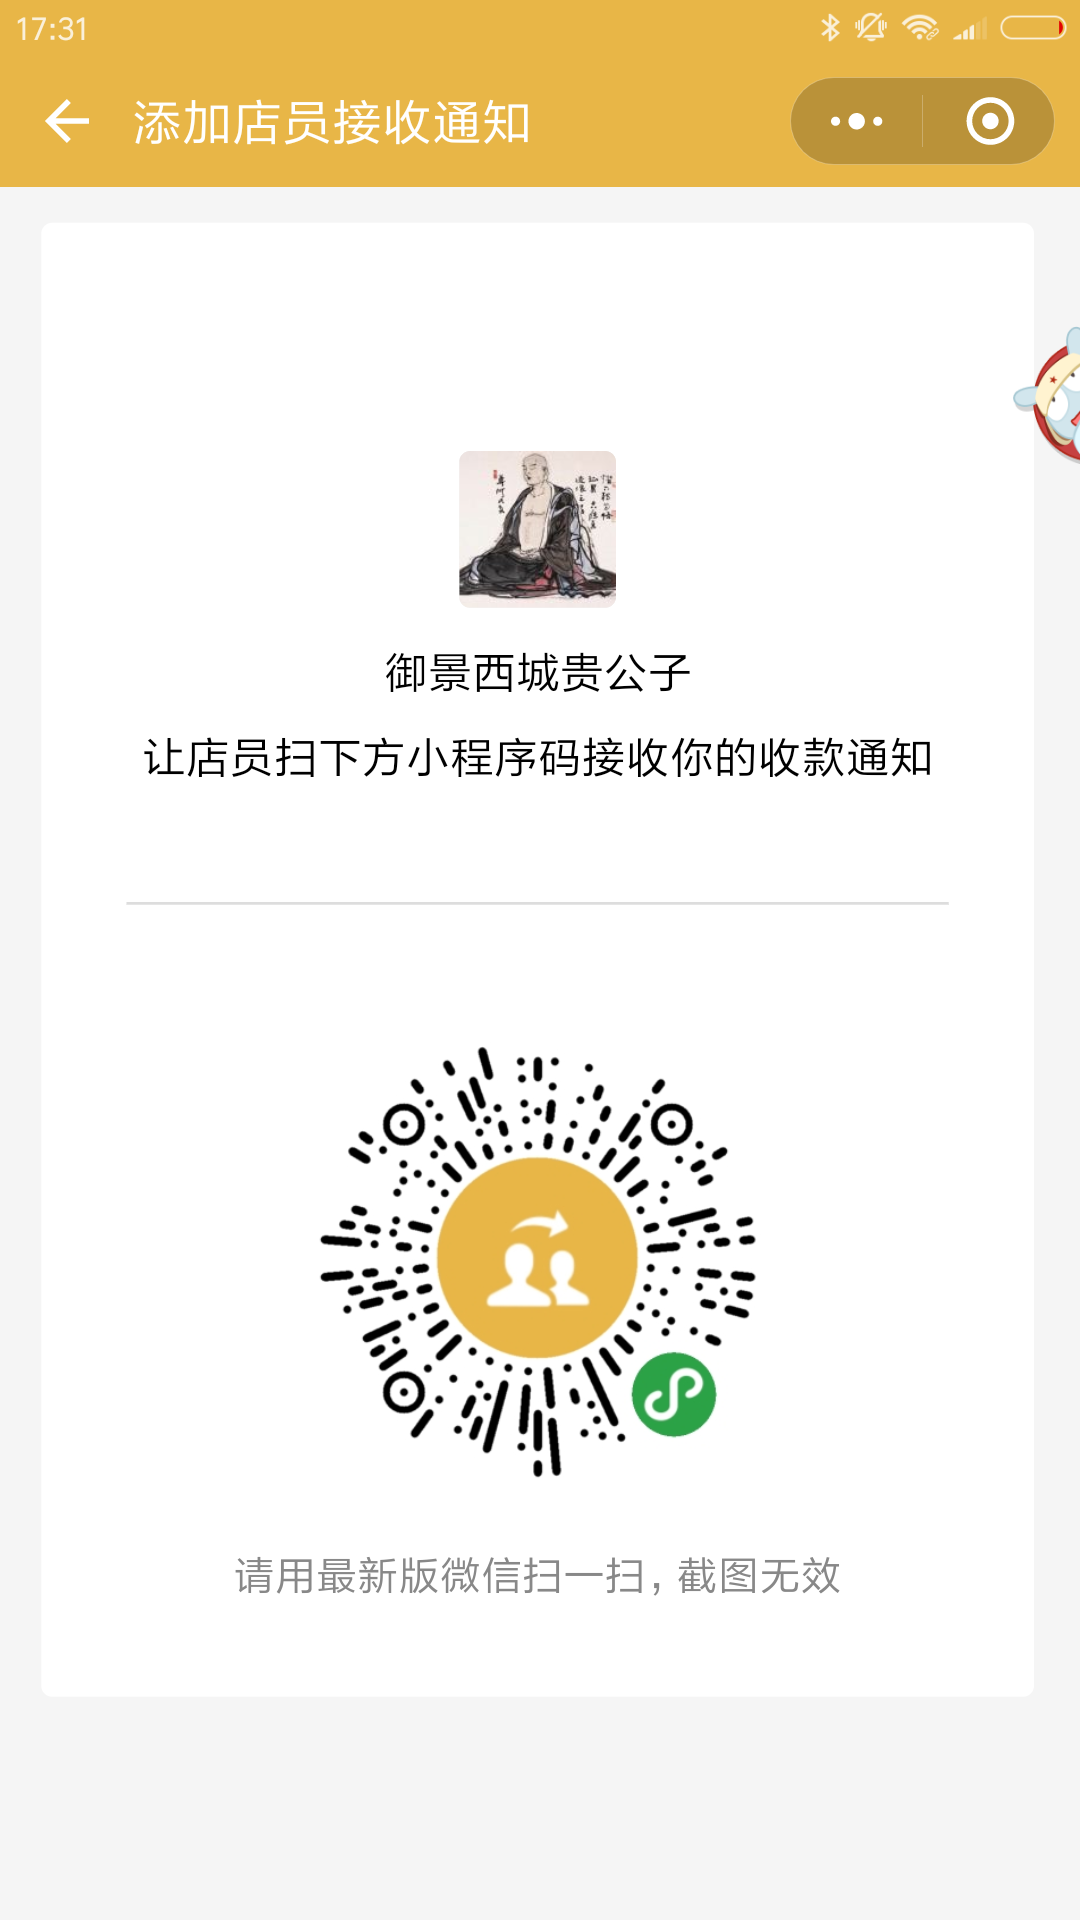 17:31
添加店员接收通知
御景西城贵公子
让店员扫下方小程序码接收你的收款通知
请用最新版微信扫一扫，截图无效